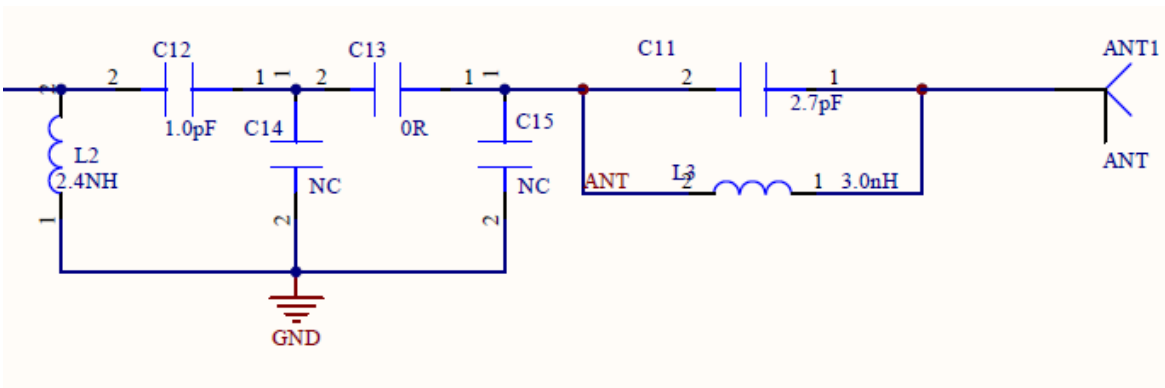 C12
C13
C11
ANT1
2
1
1
2
1
1
2
1
2
1.0pF
C14
0R
C15
2.7pF
L2
2.4NH
NC
NC
ANT
L3
2
1
3.0nH
ANT
1
2
2
GND